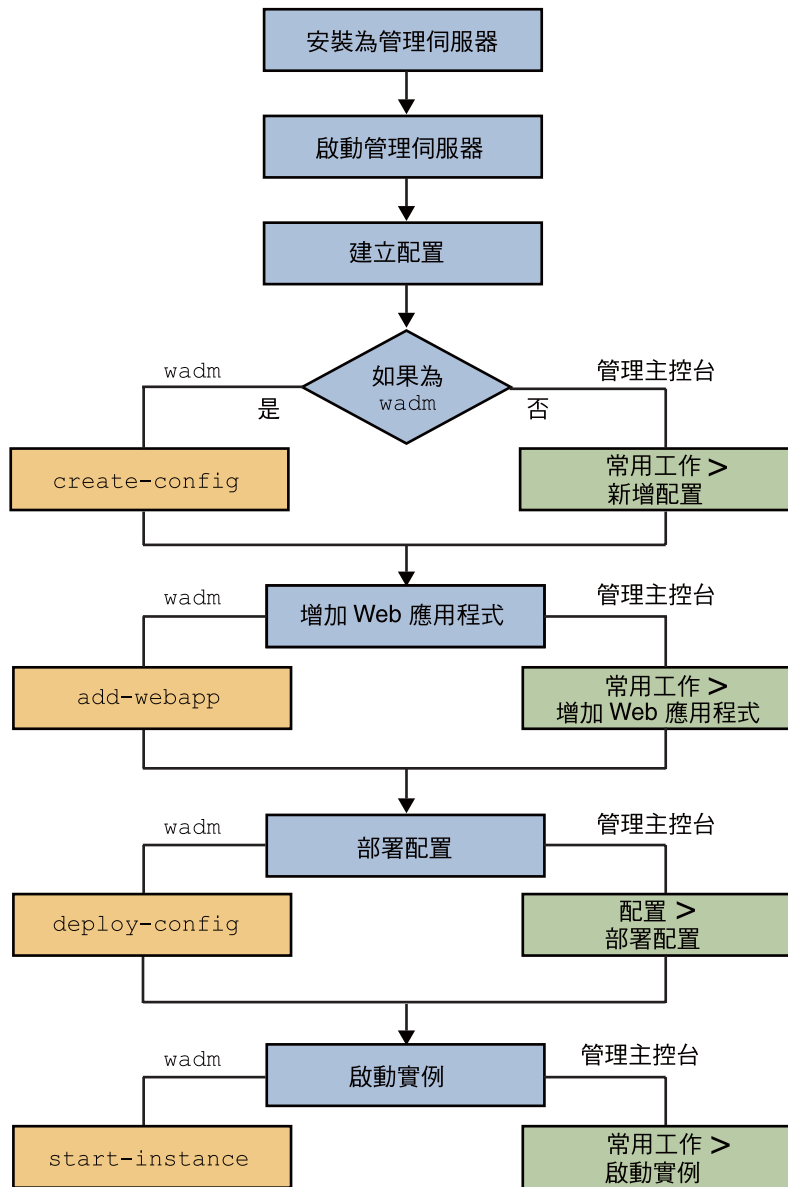 安裝為管理伺服器
啟動管理伺服器
建立配置
如果為
wadm
wadm
是
管理主控台
否
create-config
常用工作 >
新增配置
增加 Web 應用程式
wadm
管理主控台
add-webapp
常用工作 >
增加 Web 應用程式
部署配置
wadm
管理主控台
deploy-config
配置 >
部署配置
啟動實例
wadm
管理主控台
start-instance
常用工作 >
啟動實例